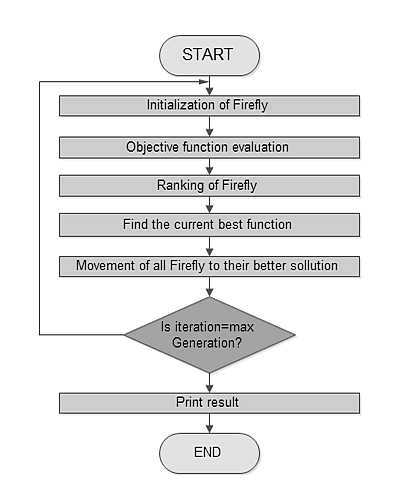 START
Initialization of Firefly
Objective function evaluation
Ranking of Firefly
Find the current best function
Movement of all Firefly to their better sollution
Is iteration=max
Generation?
Print result
END